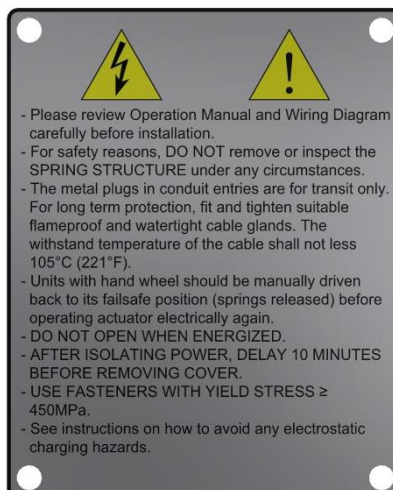 - Please review Operation Manual and Wiring Diagram
carefully before installation.
- For safety reasons, DO NOT remove or inspect the
SPRING STRUCTURE under any circumstances.
- The metal plugs in conduit entries are for transit only.
For long term protection, fit and tighten suitable
flameproof and watertight cable glands. The
withstand temperature of the cable shall not less
105°C (221°F).
- Units with hand wheel should be manually driven
back to its failsafe position (springs released) before
operating actuator electrically again.
- DO NOT OPEN WHEN ENERGIZED.
- AFTER ISOLATING POWER, DELAY 10 MINUTES
BEFORE REMOVING COVER.
- USE FASTENERS WITH YIELD STRESS ≥
450MPa.
- See instructions on how to avoid any electrostatic
charging hazards.